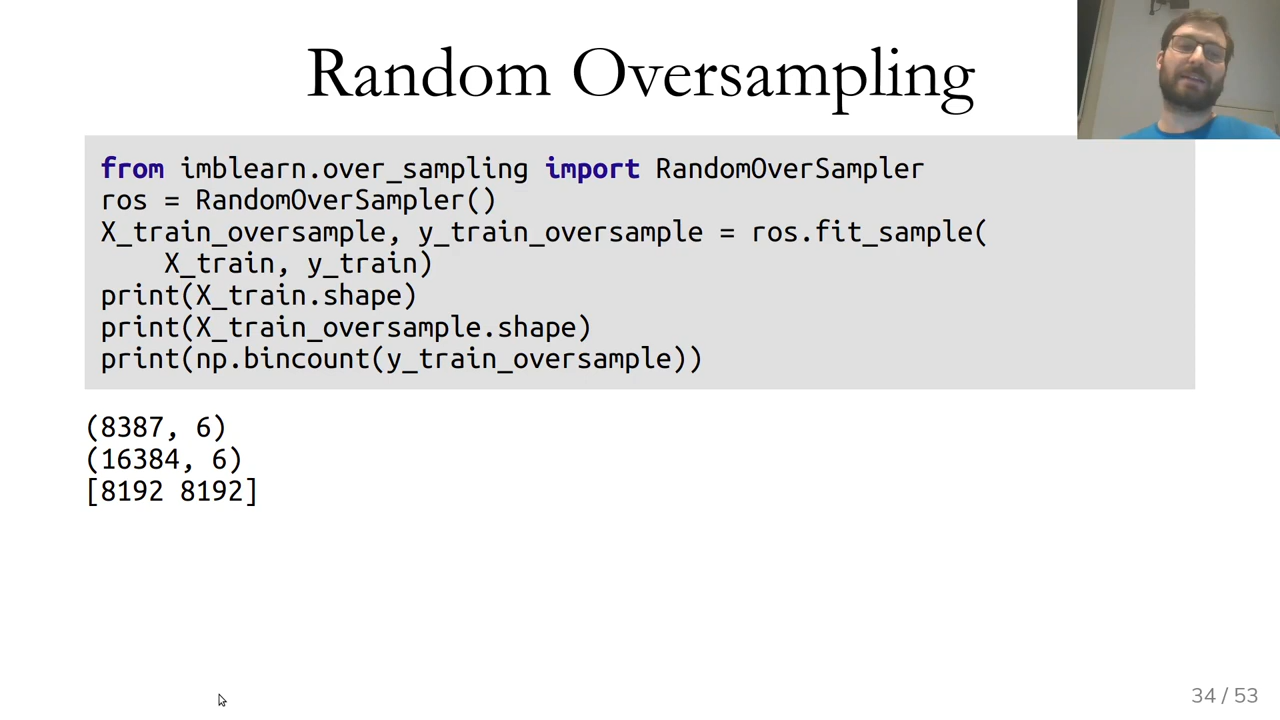 Random Oversampling
from imblearn.over_sampling import RandomOverSampler
ros = RandomOverSampler()
X_train_oversample, y_train_oversample = ros.fit_sample(
    X_train, y_train)
print(X_train.shape)
print(X_train_oversample.shape)
print(np.bincount(y_train_oversample))
(8387, 6)
(16384, 6)
[8192 8192]
34 / 53